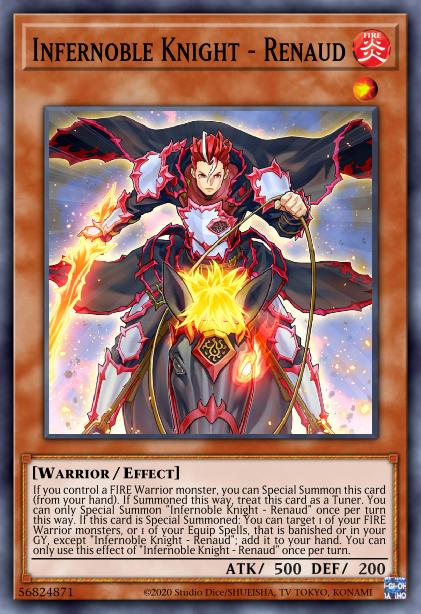 INFERNOBLE KNIGHT - RENAUD
FIRE
炎
[WARRIOR / EFFECT]
If you control a FIRE Warrior monster, you can Special Summon this card
(from your hand). If Summoned this way, treat this card as a Tuner. You
can only Special Summon "Infernoble Knight - Renaud" once per turn
this way. If this card is Special Summoned: You can target 1 of your FIRE
Warrior monsters, or 1 of your Equip Spells, that is banished or in your
GY, except "Infernoble Knight - Renaud"; add it to your hand. You can
only use this effect of "Infernoble Knight - Renaud" once per turn.
ATK/ 500 DEF/ 200
56824871
©2020 Studio Dice/SHUEISHA, TV TOKYO, KONAMI